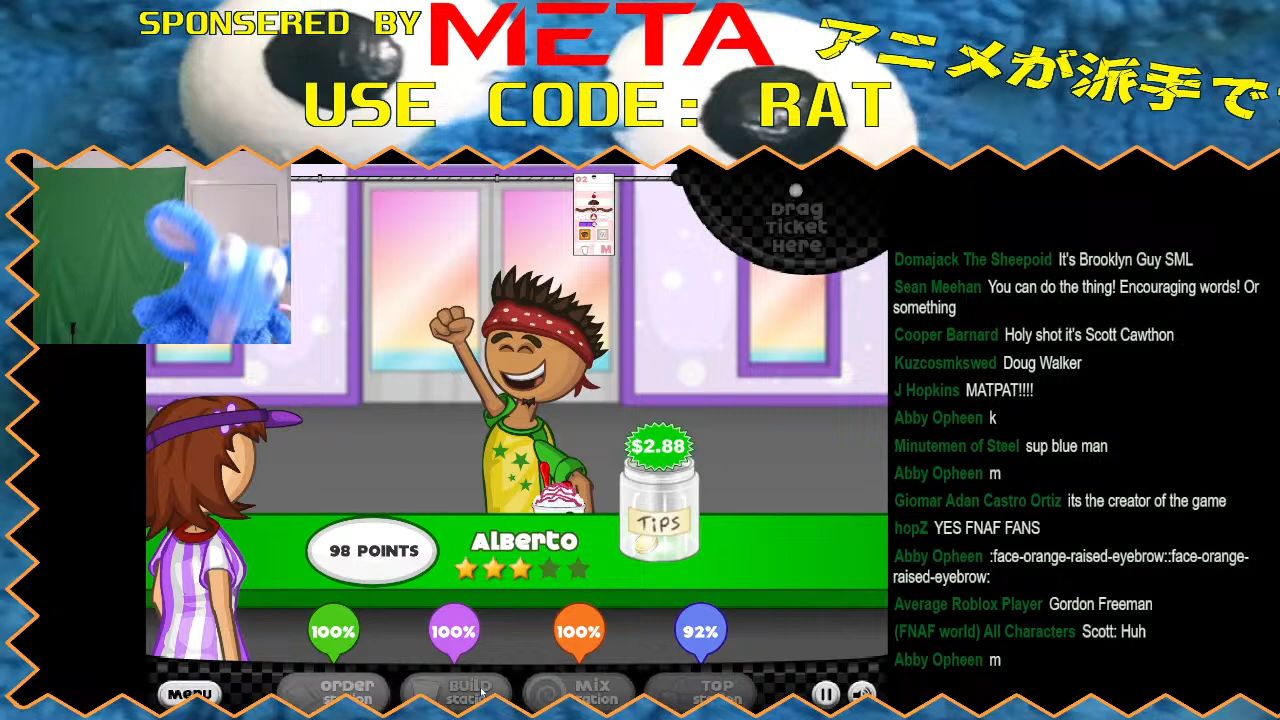 SPONSERED BY META
アニメが派手で
USE CODE: RAT
02
M
Drag
Ticket
Here
$2.88
TIPS
98 POINTS
Alberto
100%
100%
100%
92%
Menu
Order
Station
Build
Station
Mix
Station
Top
Station
Domajack The Sheepoid It's Brooklyn Guy SML
Sean Meehan You can do the thing! Encouraging words! Or
something
Cooper Barnard Holy shot it's Scott Cawthon
Kuzcosmkswed Doug Walker
J Hopkins MATPAT!!!!
Abby Opheen k
Minutemen of Steel sup blue man
Abby Opheen m
Giomar Adan Castro Ortiz its the creator of the game
hopZ YES FNAF FANS
Abby Opheen :face-orange-raised-eyebrow::face-orange-
raised-eyebrow:
Average Roblox Player Gordon Freeman
(FNAF world) All Characters Scott: Huh
Abby Opheen m